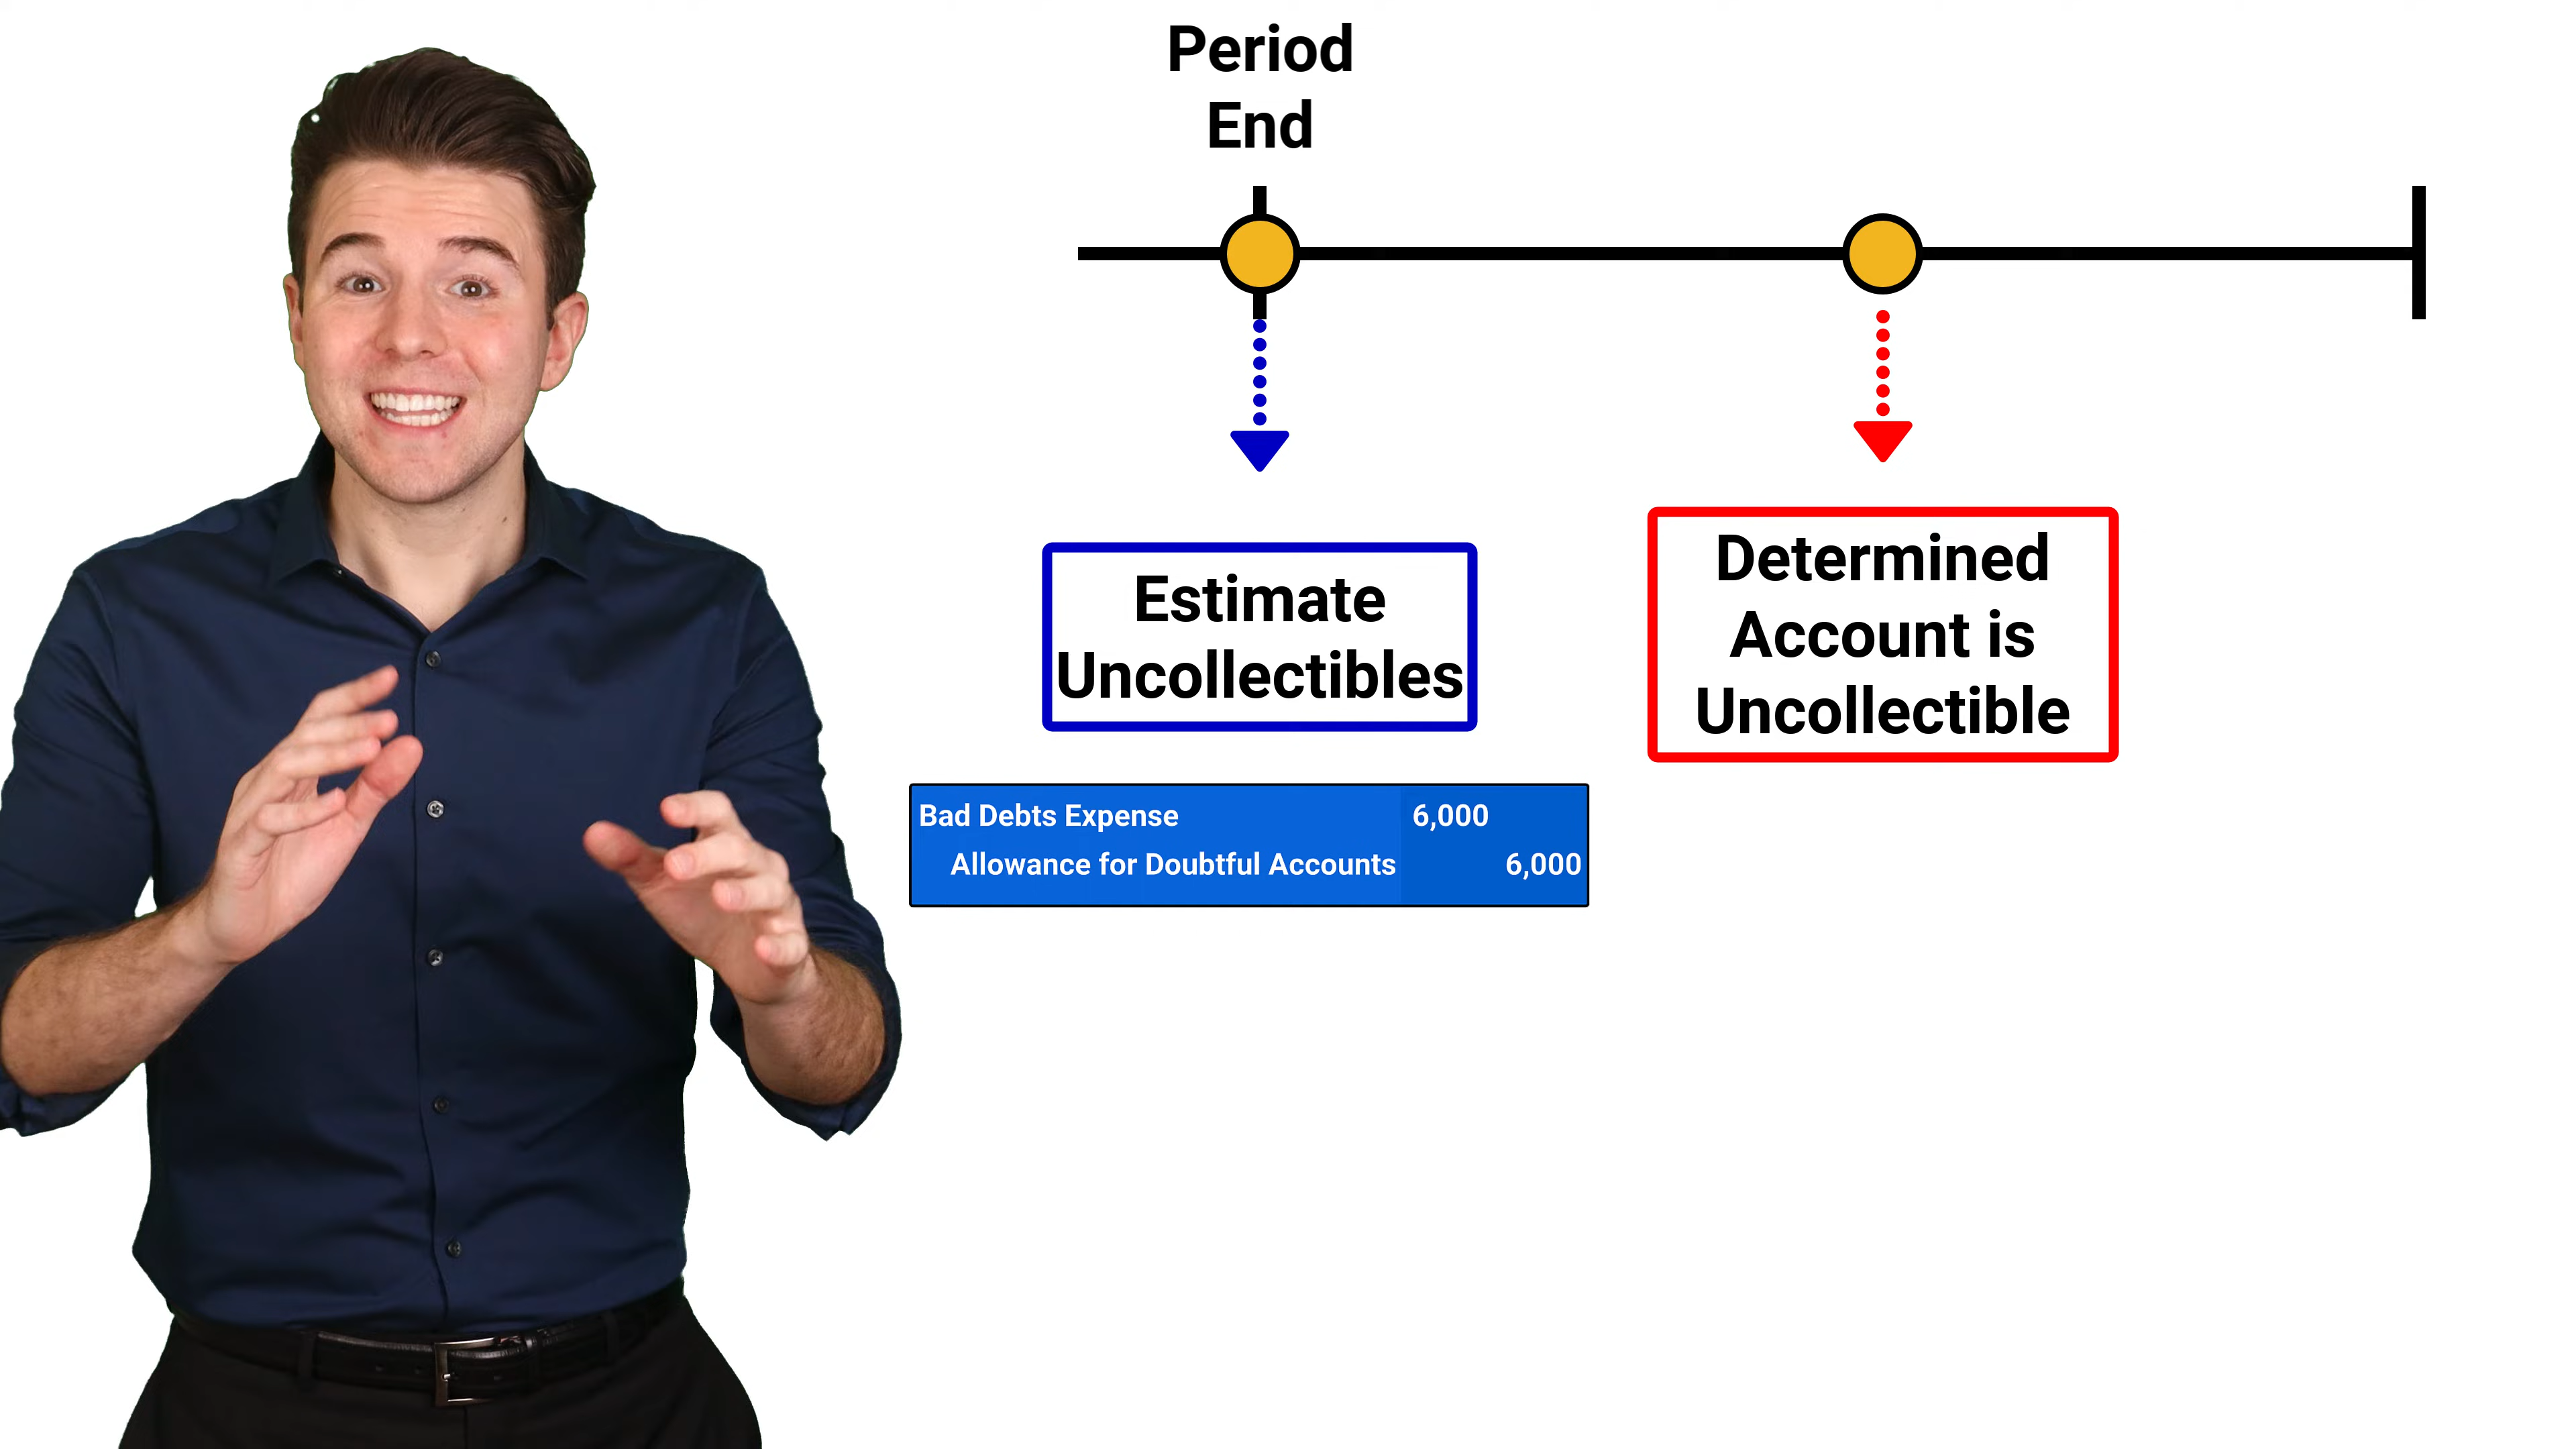 Period
End
Estimate
Uncollectibles
Determined
Account is
Uncollectible
Bad Debts Expense 6,000
Allowance for Doubtful Accounts 6,000